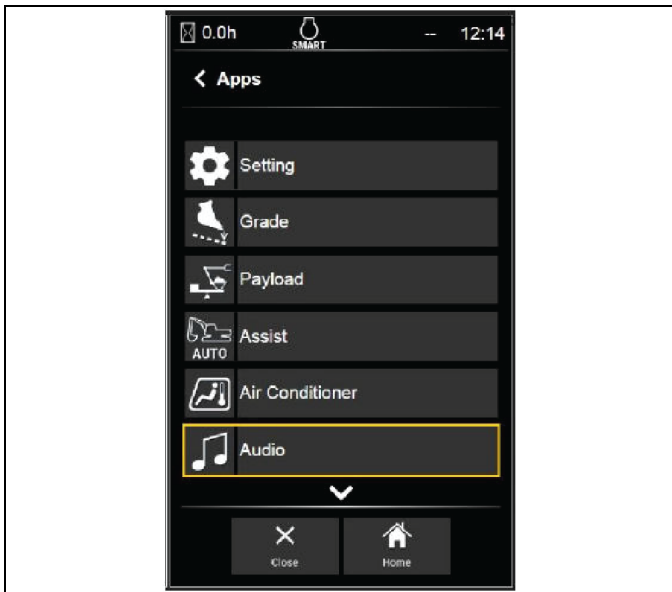 0.0h SMART -- 12:14
Apps
Setting
Grade
Payload
AUTO Assist
Air Conditioner
Audio
Close Home